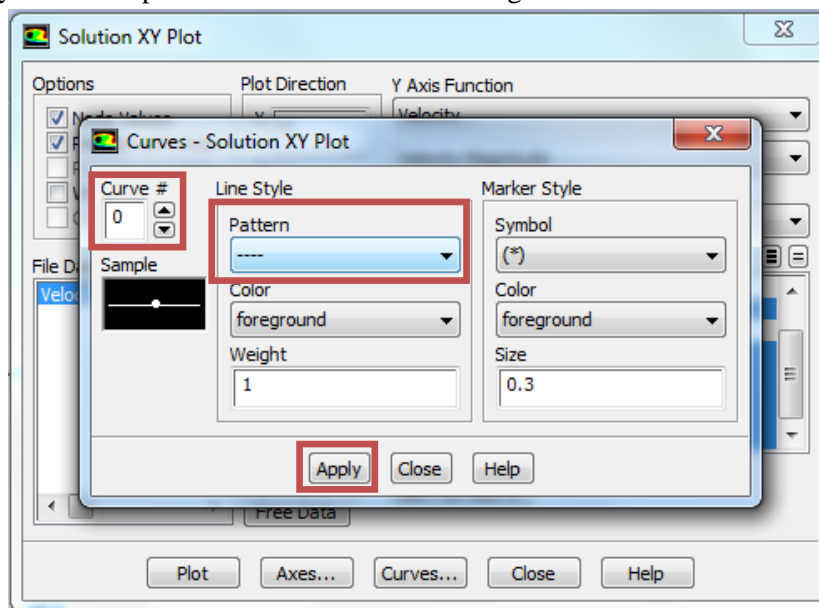 Solution XY Plot
Options
Plot Direction
Y Axis Function
Velocity
Curves - Solution XY Plot
Curve #
0
Sample
Line Style
Pattern
----
Color
foreground
Weight
1
Marker Style
Symbol
(*)
Color
foreground
Size
0.3
File D
Veloc
Apply Close Help
Free Data
Plot Axes... Curves... Close Help